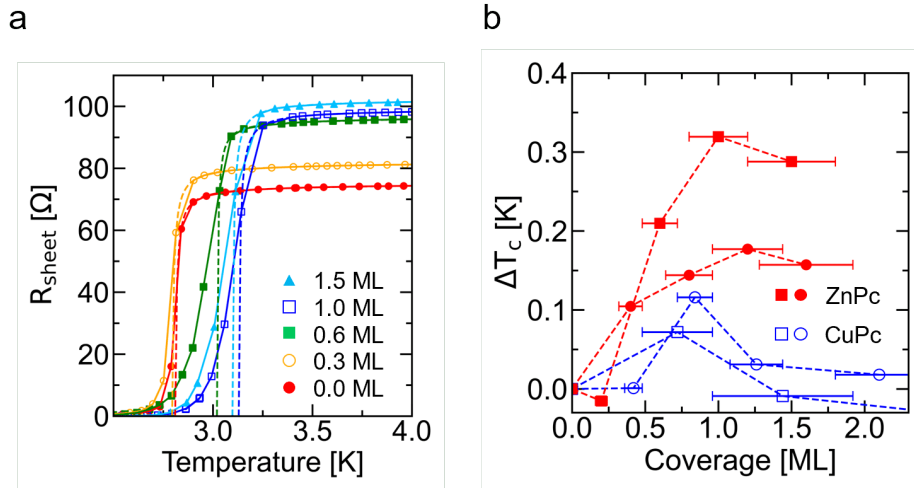 a
b
R_sheet [Ω]
100
80
60
40
20
0
1.5 ML
1.0 ML
0.6 ML
0.3 ML
0.0 ML
3.0
3.5
4.0
Temperature [K]
ΔT_c [K]
0.4
0.3
0.2
0.1
0.0
ZnPc
CuPc
0.0
0.5
1.0
1.5
2.0
Coverage [ML]